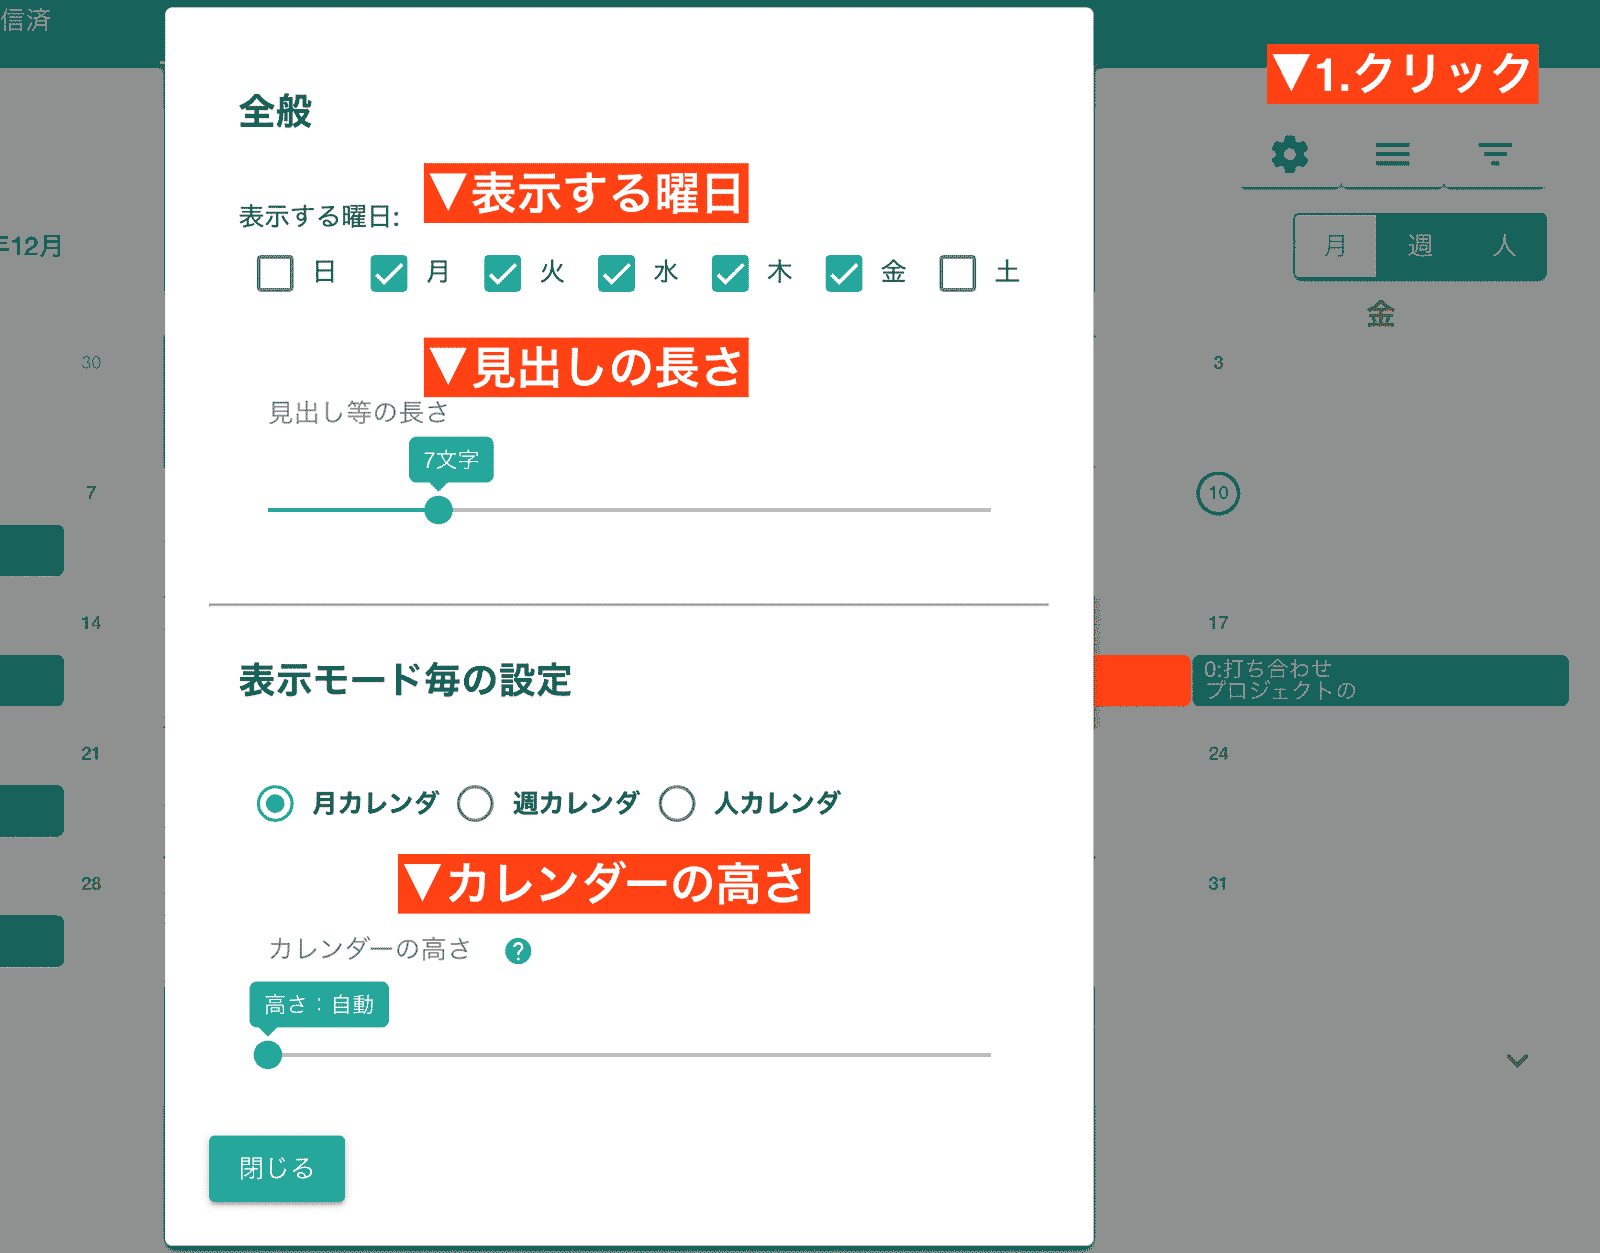 信済
▼1.クリック
全般
▼表示する曜日
表示する曜日:
年12月
月 週 人
日 月 火 水 木 金 土
金
▼見出しの長さ
30
3
見出し等の長さ
7文字
7
10
14
17
0:打ち合わせ
プロジェクトの
表示モード毎の設定
21
24
月カレンダ 週カレンダ 人カレンダ
▼カレンダーの高さ
28
31
カレンダーの高さ ?
高さ：自動
閉じる